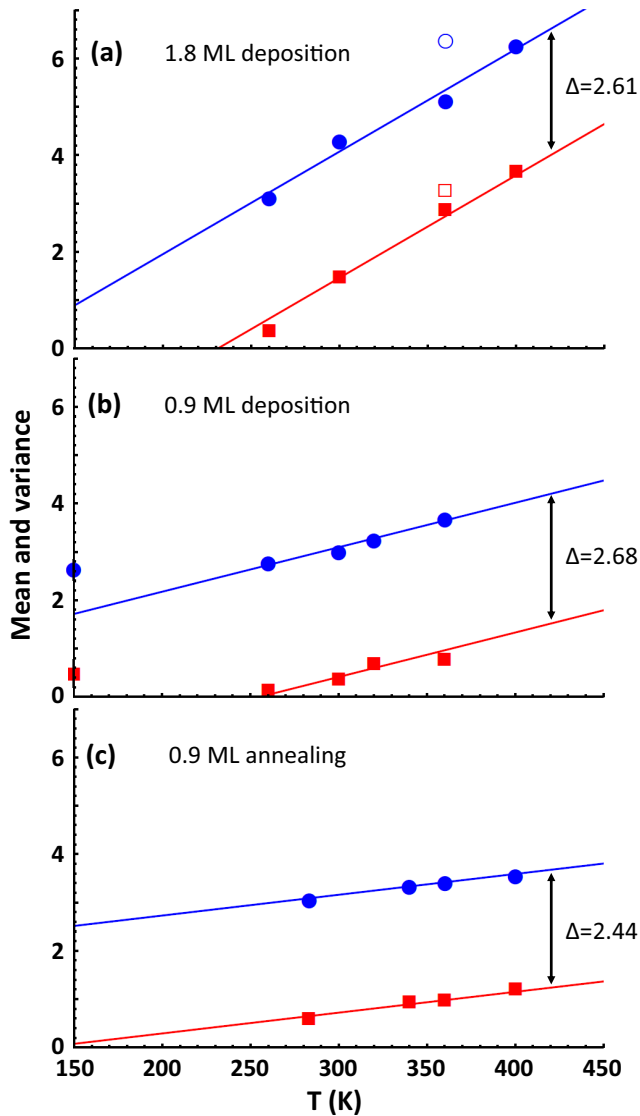 6
(a)
1.8 ML deposition
Δ=2.61
4
2
0
(b)
0.9 ML deposition
6
4
Δ=2.68
2
0
Mean and variance
(c)
0.9 ML annealing
6
4
Δ=2.44
2
0
150 200 250 300 350 400 450
T (K)